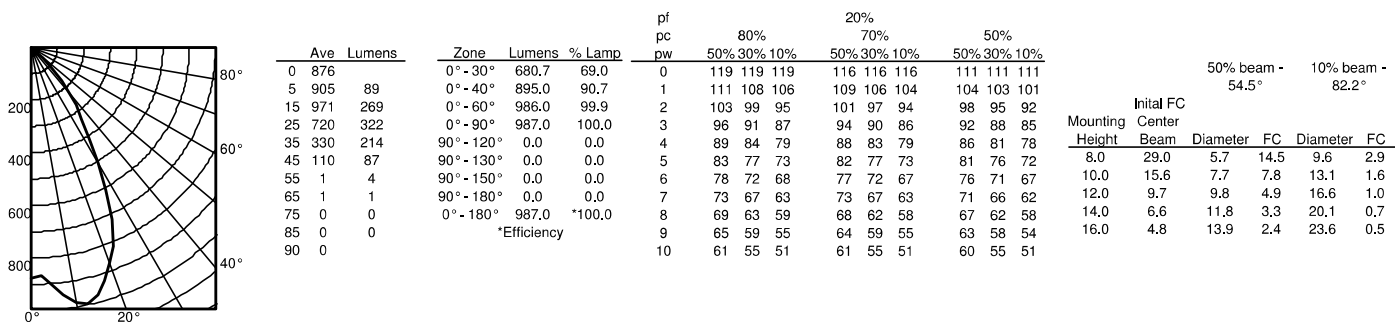 80°
200
400
60°
600
800
40°
0°
20°
Ave Lumens
0 876
5 905 89
15 971 269
25 720 322
35 330 214
45 110 87
55 1 4
65 1 1
75 0 0
85 0 0
90 0
Zone Lumens % Lamp
0°-30° 680.7 69.0
0°-40° 895.0 90.7
0°-60° 986.0 99.9
0°-90° 987.0 100.0
90°-120° 0.0 0.0
90°-130° 0.0 0.0
90°-150° 0.0 0.0
90°-180° 0.0 0.0
0°-180° 987.0 *100.0
*Efficiency
pf 20%
pc 80% 70% 50%
pw 50% 30% 10% 50% 30% 10% 50% 30% 10%
0 119 119 119 116 116 116 111 111 111
1 111 108 106 109 106 104 104 103 101
2 103 99 95 101 97 94 98 95 92
3 96 91 87 94 90 86 92 88 85
4 89 84 79 88 83 79 86 81 78
5 83 77 73 82 77 73 81 76 72
6 78 72 68 77 72 67 76 71 67
7 73 67 63 73 67 63 71 66 62
8 69 63 59 68 62 58 67 62 58
9 65 59 55 64 59 55 63 58 54
10 61 55 51 61 55 51 60 55 51
50% beam - 10% beam -
54.5° 82.2°
Inital FC
Mounting Center
Height Beam Diameter FC Diameter FC
8.0 29.0 5.7 14.5 9.6 2.9
10.0 15.6 7.7 7.8 13.1 1.6
12.0 9.7 9.8 4.9 16.6 1.0
14.0 6.6 11.8 3.3 20.1 0.7
16.0 4.8 13.9 2.4 23.6 0.5